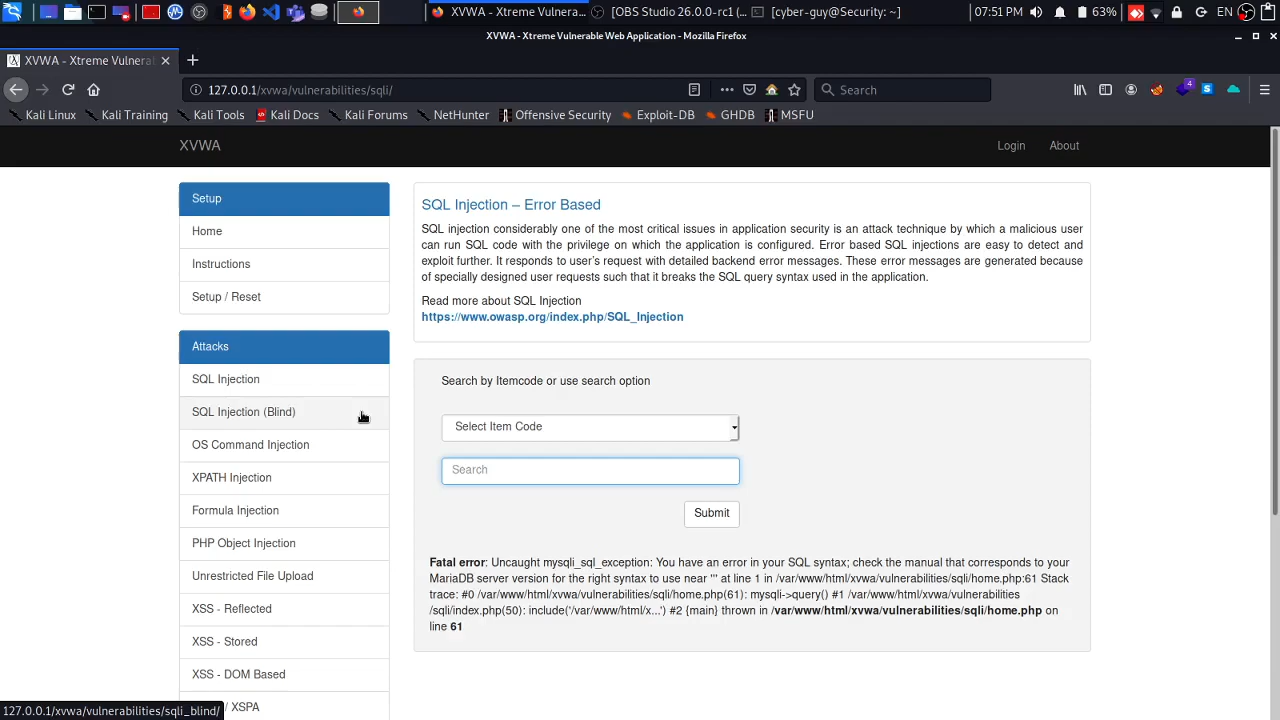 XVWA - Xtreme Vulnera...
[OBS Studio 26.0.0-rc1 (...
[cyber-guy@security: ~]
07:51 PM
63%
EN
XVWA - Xtreme Vulnerable Web Application - Mozilla Firefox
XVWA - Xtreme Vulnerab
127.0.0.1/xvwa/vulnerabilities/sqli/
Search
4
Kali Linux Kali Training Kali Tools Kali Docs Kali Forums NetHunter Offensive Security Exploit-DB GHDB MSFU
XVWA
Login About
Setup
Home
Instructions
Setup / Reset
Attacks
SQL Injection
SQL Injection (Blind)
OS Command Injection
XPATH Injection
Formula Injection
PHP Object Injection
Unrestricted File Upload
XSS - Reflected
XSS - Stored
XSS - DOM Based
/ XSPA
127.0.0.1/xvwa/vulnerabilities/sqli_blind/
SQL Injection – Error Based
SQL injection considerably one of the most critical issues in application security is an attack technique by which a malicious user
can run SQL code with the privilege on which the application is configured. Error based SQL injections are easy to detect and
exploit further. It responds to user's request with detailed backend error messages. These error messages are generated because
of specially designed user requests such that it breaks the SQL query syntax used in the application.
Read more about SQL Injection
https://www.owasp.org/index.php/SQL_Injection
Search by Itemcode or use search option
Select Item Code
Search
Submit
Fatal error: Uncaught mysqli_sql_exception: You have an error in your SQL syntax; check the manual that corresponds to your
MariaDB server version for the right syntax to use near ''' at line 1 in /var/www/html/xvwa/vulnerabilities/sqli/home.php:61 Stack
trace: #0 /var/www/html/xvwa/vulnerabilities/sqli/home.php(61): mysqli->query() #1 /var/www/html/xvwa/vulnerabilities
/sqli/index.php(50): include('/var/www/html/x...') #2 {main} thrown in /var/www/html/xvwa/vulnerabilities/sqli/home.php on
line 61